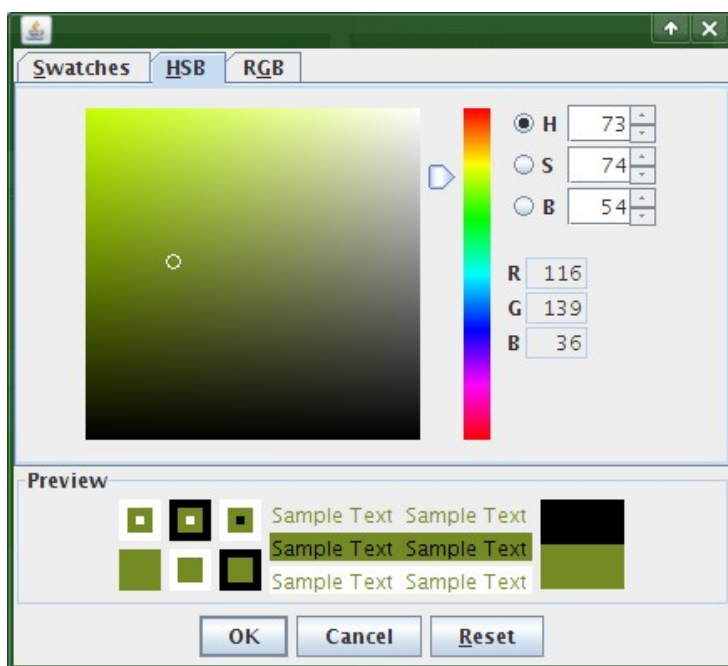 Swatches HSB RGB
H 73
S 74
B 54
R 116
G 139
B 36
Preview
Sample Text Sample Text
Sample Text Sample Text
Sample Text Sample Text
OK Cancel Reset